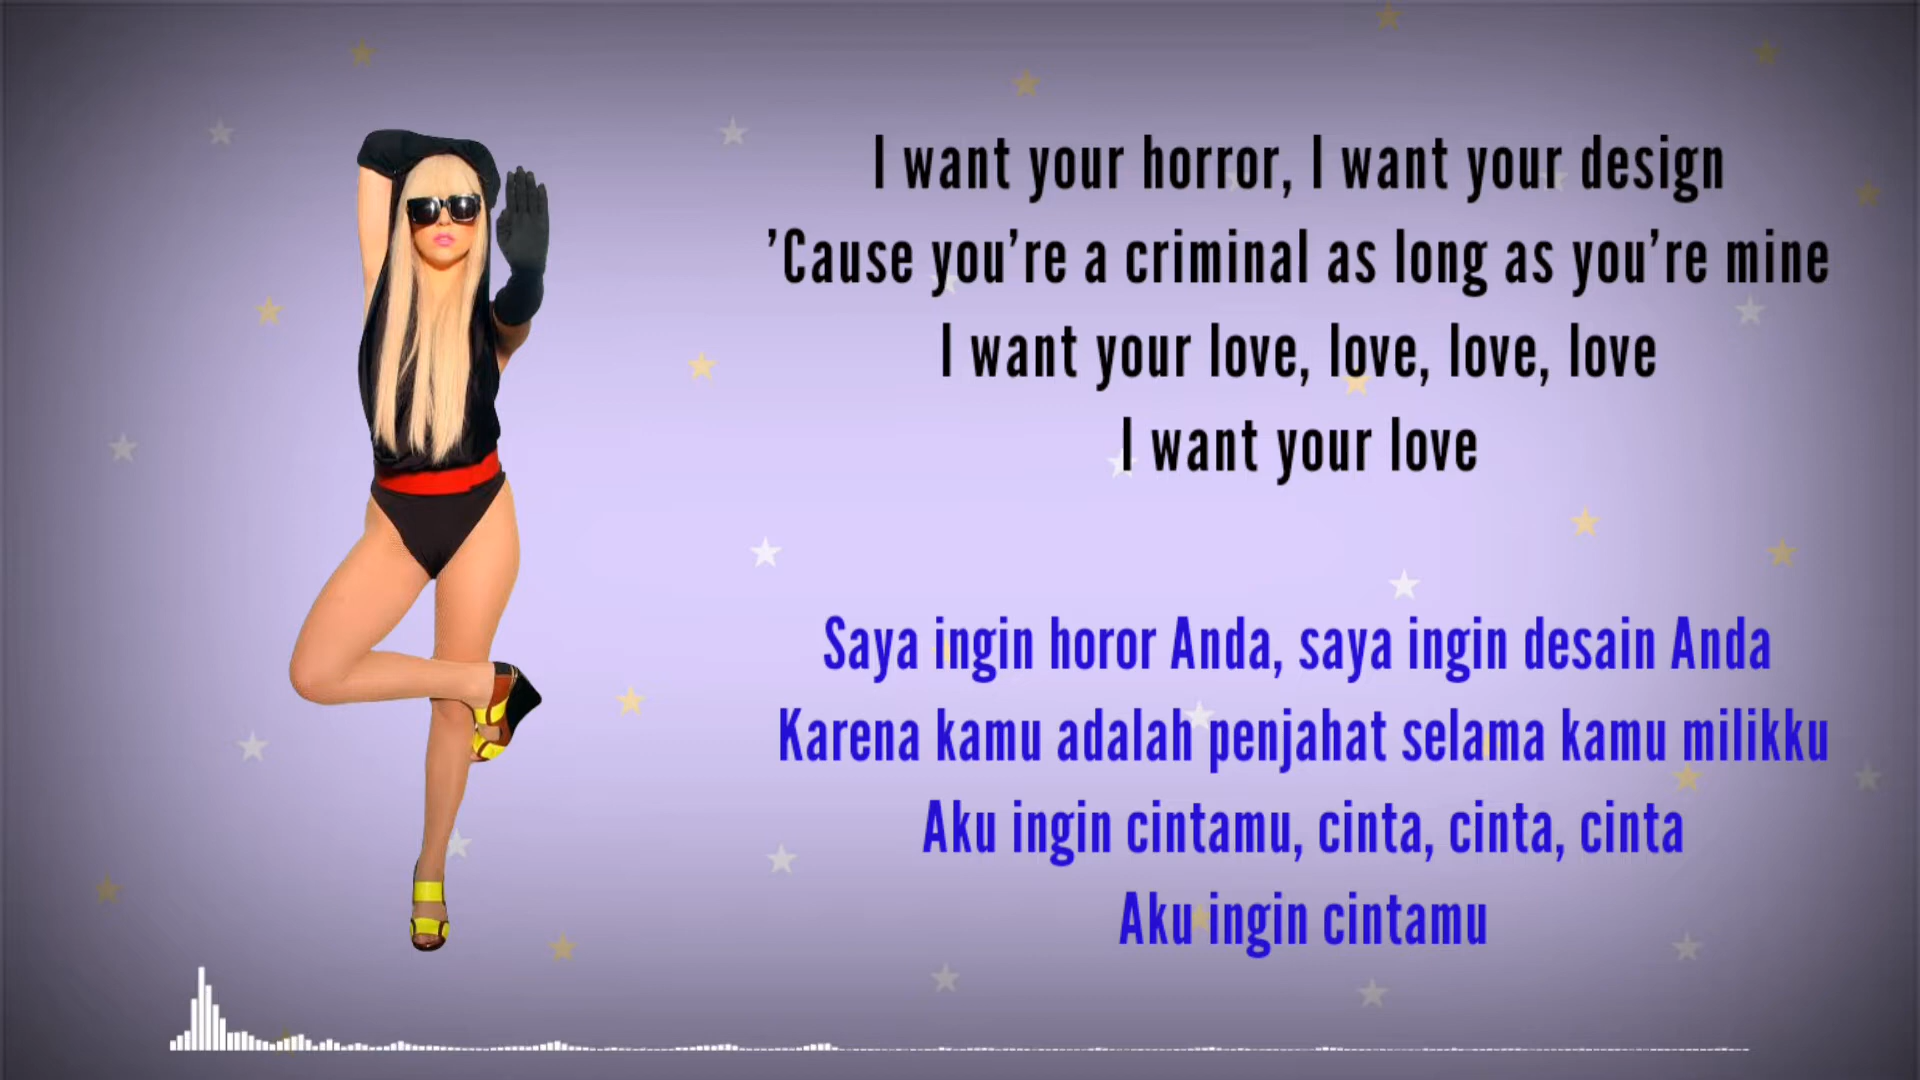 I want your horror, I want your design
’Cause you’re a criminal as long as you’re mine
I want your love, love, love, love
I want your love
Saya ingin horor Anda, saya ingin desain Anda
Karena kamu adalah penjahat selama kamu milikku
Aku ingin cintamu, cinta, cinta, cinta
Aku ingin cintamu